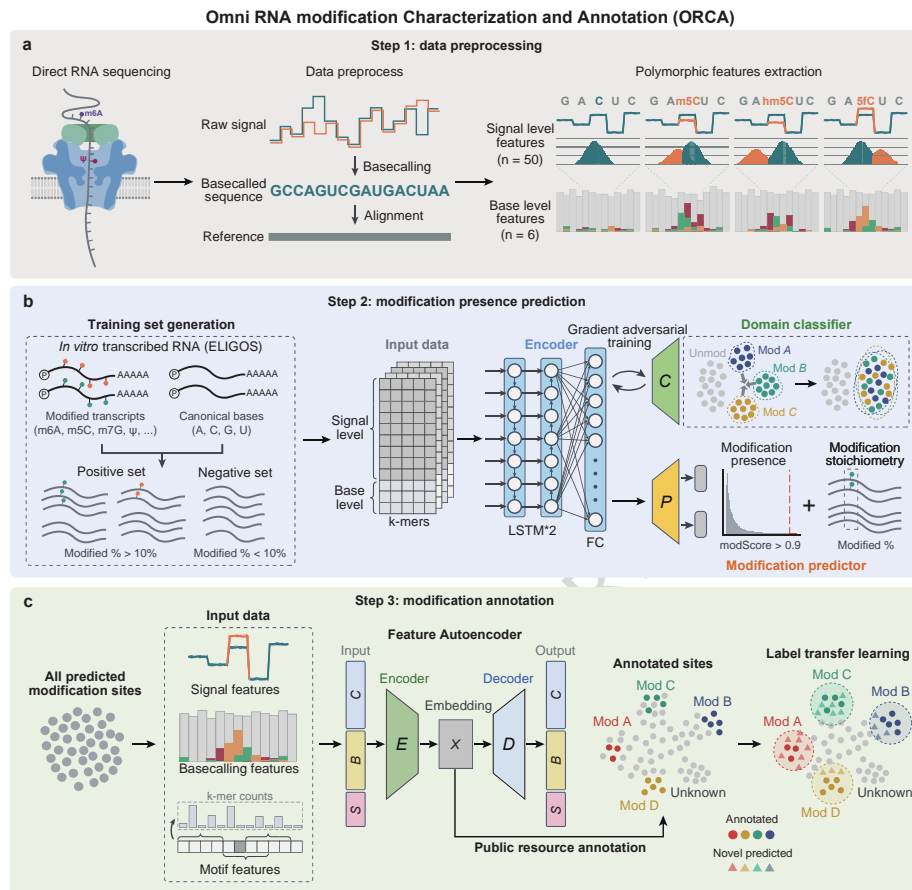 Omni RNA modification Characterization and Annotation (ORCA)
a
Step 1: data preprocessing
Direct RNA sequencing
m6A
ψ
Data preprocess
Raw signal
Basecalling
Basecalled
sequence
GCCAGUCGAUGACUAA
Alignment
Reference
Polymorphic features extraction
G A C U C
G A m5C U C
G A hm5C U C
G A 5fC U C
Signal level
features
(n = 50)
Base level
features
(n = 6)
b
Step 2: modification presence prediction
Training set generation
In vitro transcribed RNA (ELIGOS)
P
AAAAA
P
AAAAA
P
AAAAA
P
AAAAA
Modified transcripts
(m6A, m5C, m7G, ψ, ...)
Canonical bases
(A, C, G, U)
Positive set
Negative set
Modified % > 10%
Modified % < 10%
Input data
Signal
level
Base
level
k-mers
Encoder
LSTM*2
FC
Gradient adversarial
training
C
Domain classifier
Unmod
Mod A
Mod B
Mod C
P
Modification
presence
modScore > 0.9
+
Modification
stoichiometry
Modified %
Modification predictor
c
Step 3: modification annotation
All predicted
modification sites
Input data
Signal features
Basecalling features
k-mer counts
Motif features
Feature Autoencoder
Input
C
B
S
Encoder
E
Embedding
X
Decoder
D
Output
C
B
S
Public resource annotation
Annotated sites
Mod C
Mod B
Mod A
Mod D
Unknown
Label transfer learning
Mod C
Mod B
Mod A
Mod D
Unknown
Annotated
Novel predicted